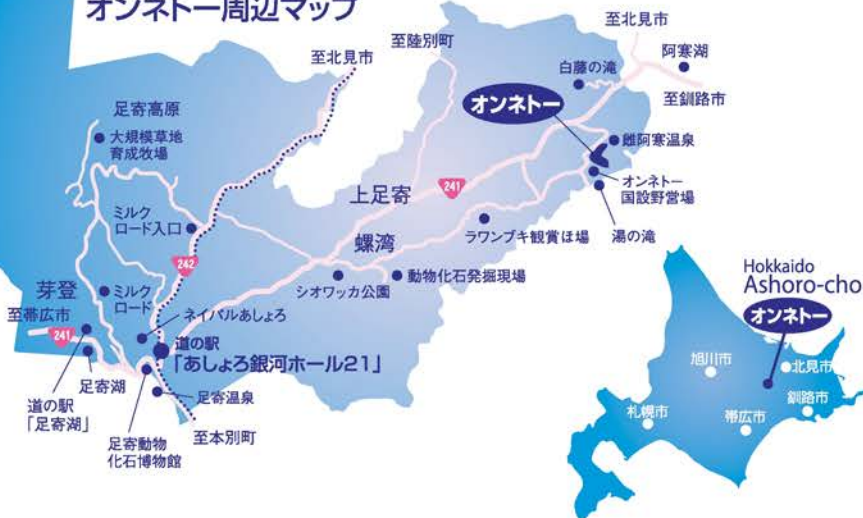 オンネトー周辺マップ
至北見市
至陸別町
至北見市
阿寒湖
白藤の滝
至釧路市
オンネトー
足寄高原
大規模草地
育成牧場
雌阿寒温泉
オンネトー
国設野営場
湯の滝
241
上足寄
ミルク
ロード入口
ラワンブキ観賞ほ場
螺湾
242
動物化石発掘現場
シオワッカ公園
芽登
ミルク
ロード
至帯広市
ネイパルあしょろ
241
道の駅
「あしょろ銀河ホール21」
足寄湖
道の駅
「足寄湖」
足寄温泉
至本別町
足寄動物
化石博物館
Hokkaido
Ashoro-cho
オンネトー
旭川市
北見市
釧路市
札幌市
帯広市